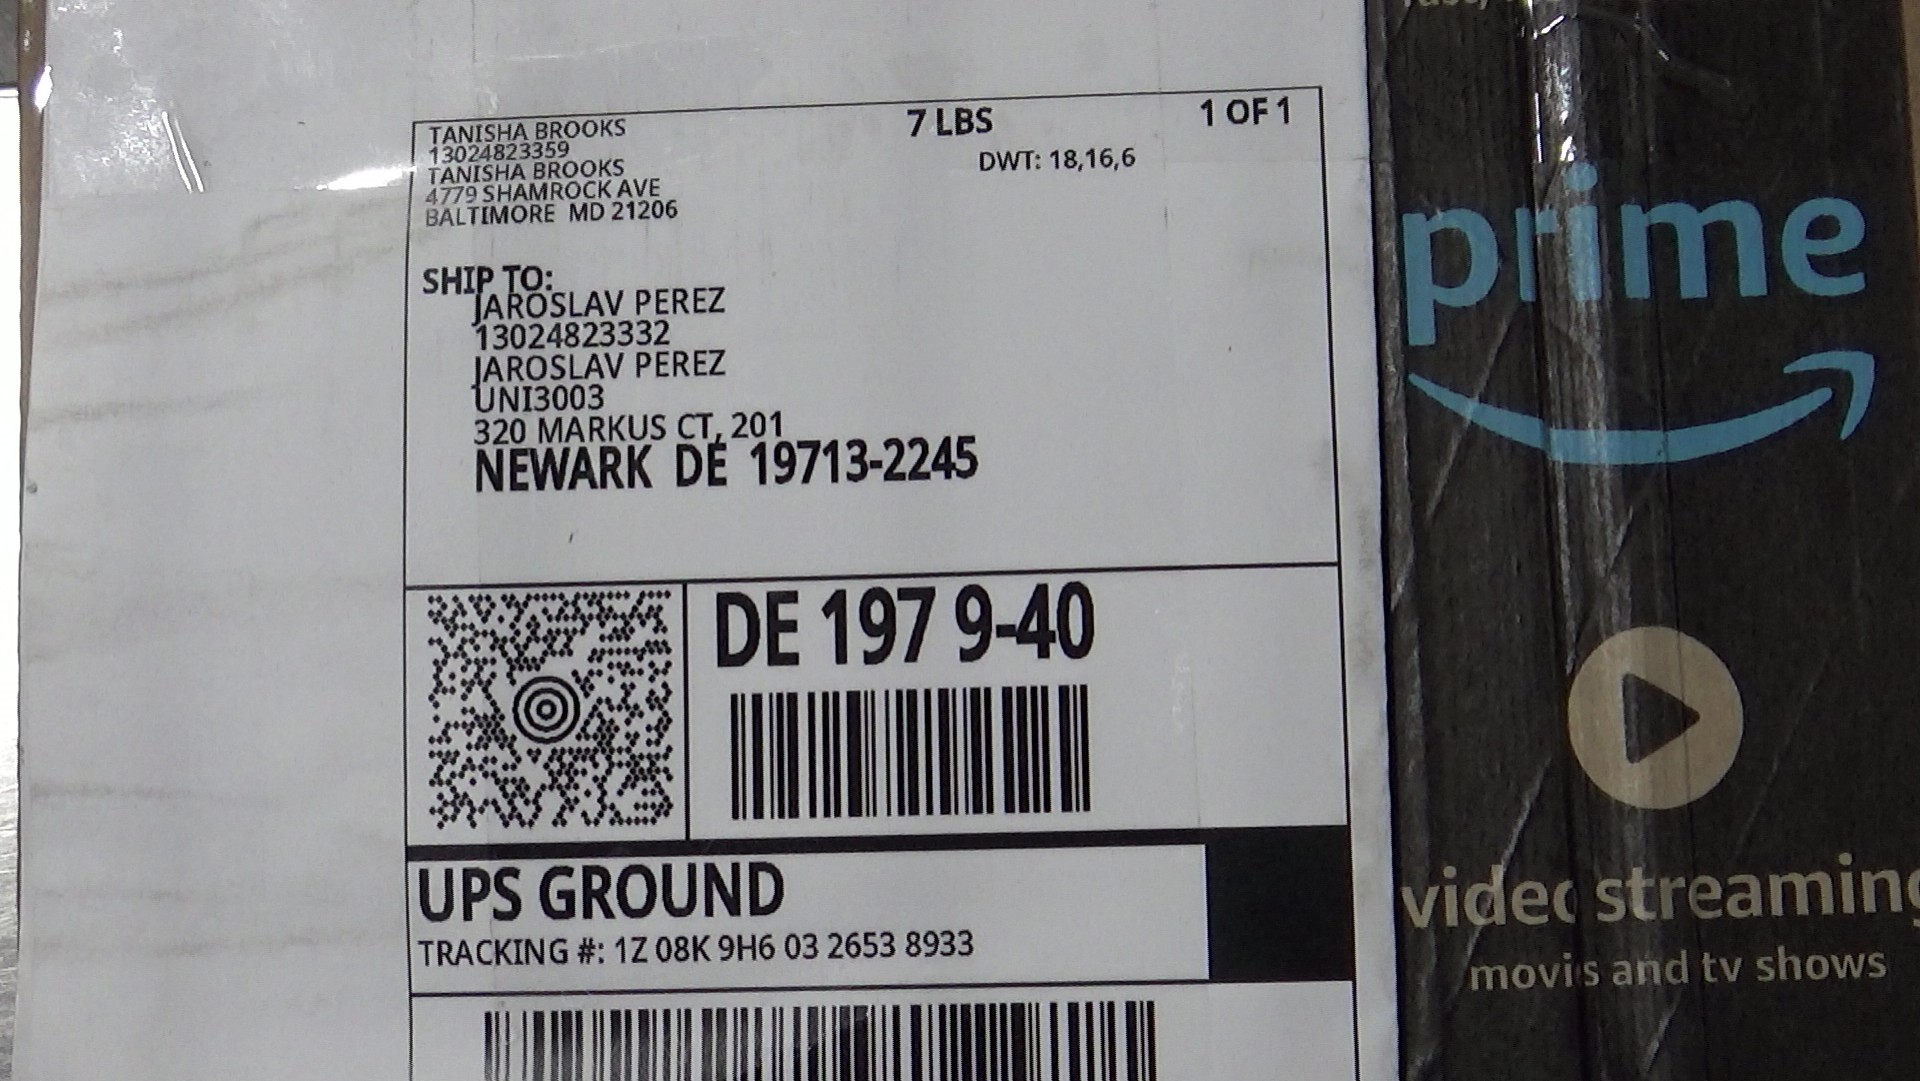 TANISHA BROOKS
13024823359
TANISHA BROOKS
4779 SHAMROCK AVE
BALTIMORE MD 21206
7 LBS
1 OF 1
DWT: 18,16,6
SHIP TO:
JAROSLAV PEREZ
13024823332
JAROSLAV PEREZ
UNI3003
320 MARKUS CT, 201
NEWARK DE 19713-2245
DE 197 9-40
UPS GROUND
TRACKING #: 1Z 08K 9H6 03 2653 8933
prime
video streaming
movies and tv shows